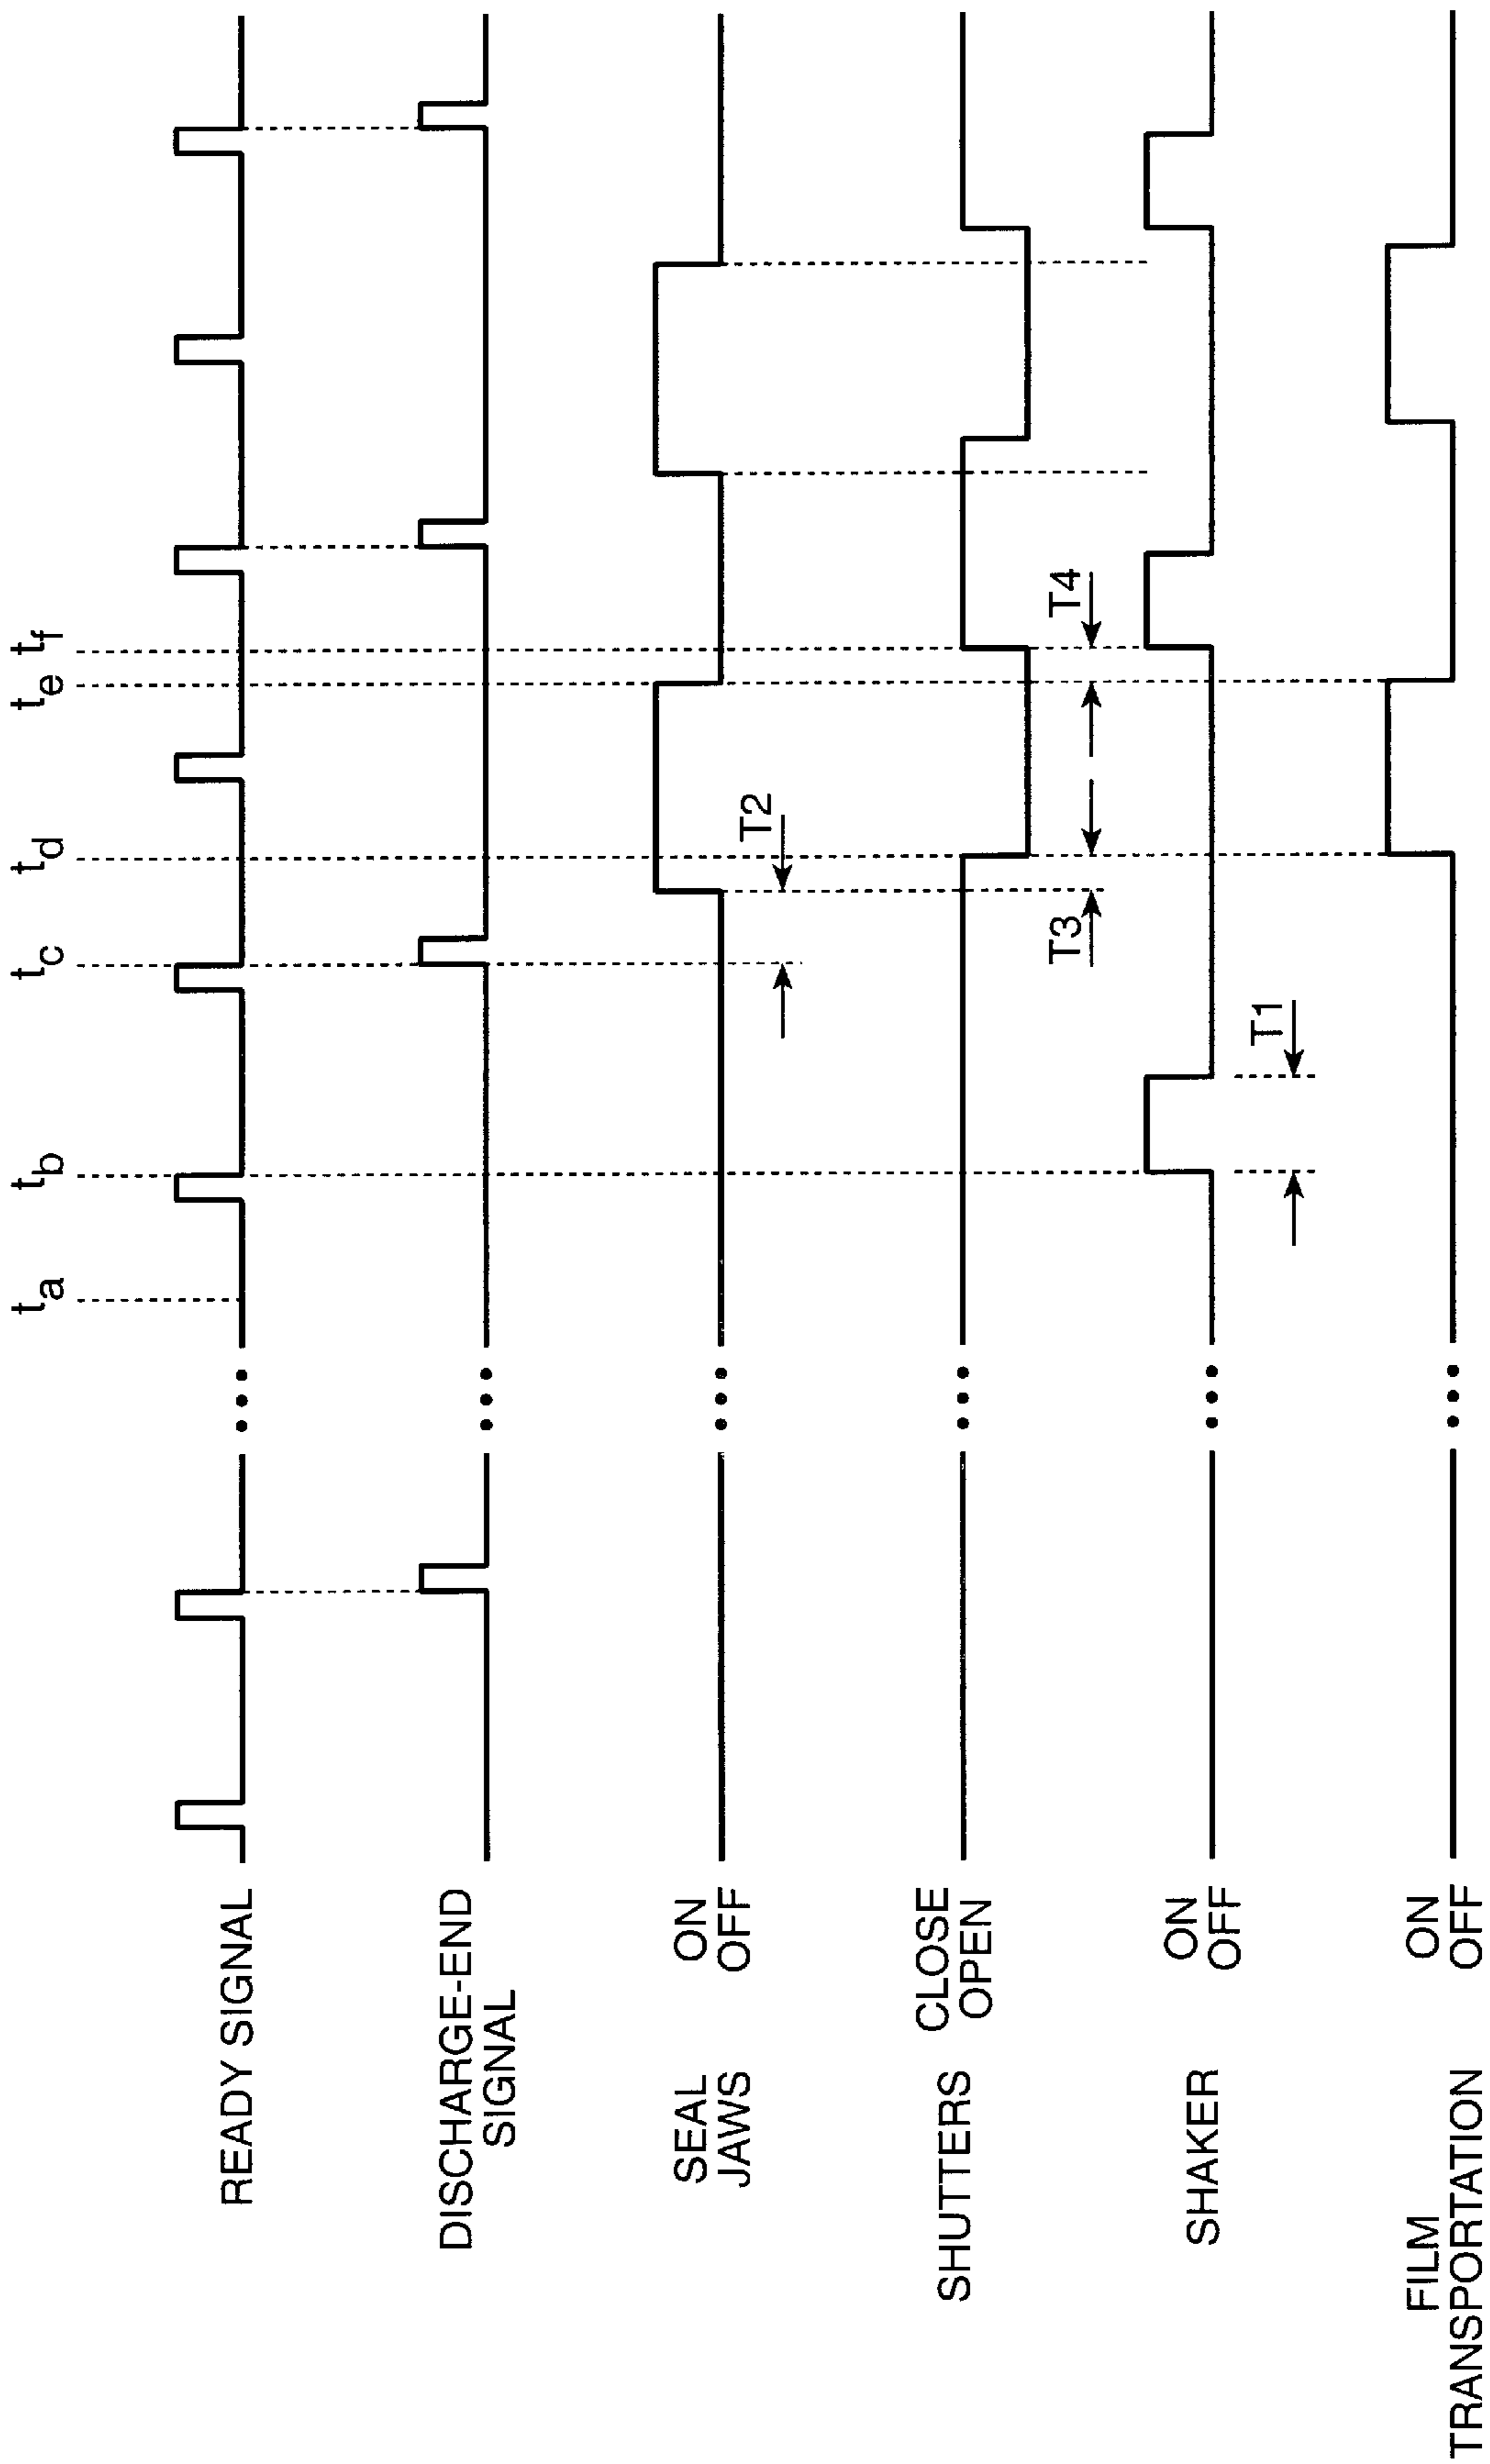 ta
tb
tc
td
te
tf
READY SIGNAL
DISCHARGE-END
SIGNAL
SEAL
JAWS
ON
OFF
T2
SHUTTERS
CLOSE
OPEN
T3
T4
SHAKER
ON
OFF
T1
FILM
TRANSPORTATION
ON
OFF